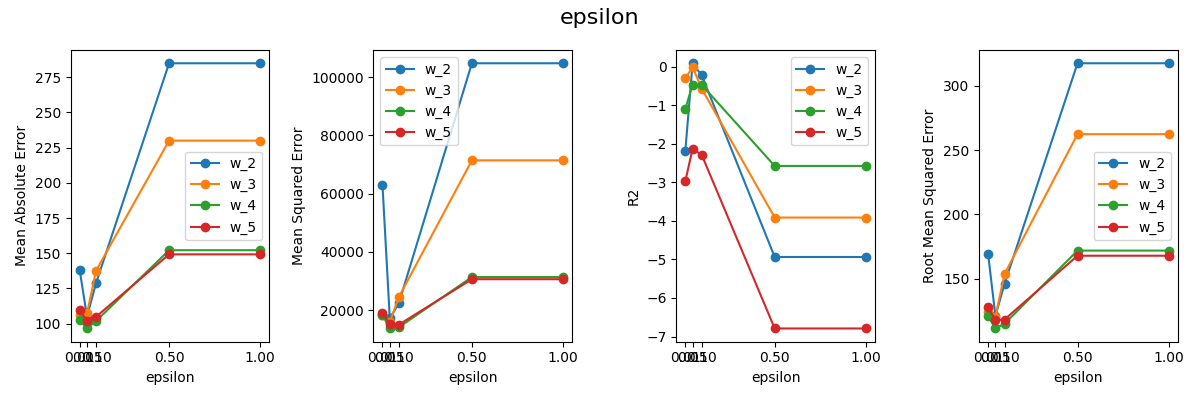 epsilon
Mean Absolute Error
275
250
225
200
175
150
125
100
w_2
w_3
w_4
w_5
0.50
1.00
epsilon
Mean Squared Error
100000
80000
60000
40000
20000
w_2
w_3
w_4
w_5
0.50
1.00
epsilon
R2
0
−1
−2
−3
−4
−5
−6
−7
w_2
w_3
w_4
w_5
0.50
1.00
epsilon
Root Mean Squared Error
300
250
200
150
w_2
w_3
w_4
w_5
0.50
1.00
epsilon